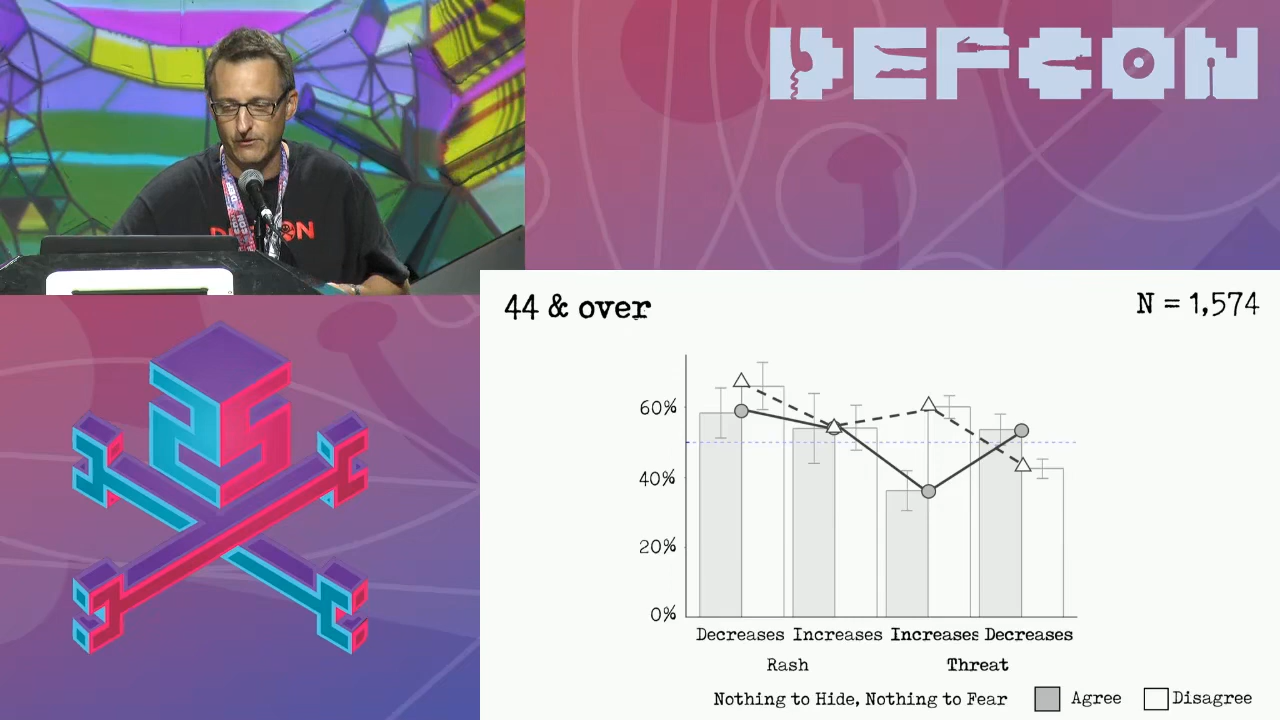 DEFCON
DEFCON
44 & over
N = 1,574
60%
40%
20%
0%
Decreases Increases Increases Decreases
Rash Threat
Nothing to Hide, Nothing to Fear Agree Disagree